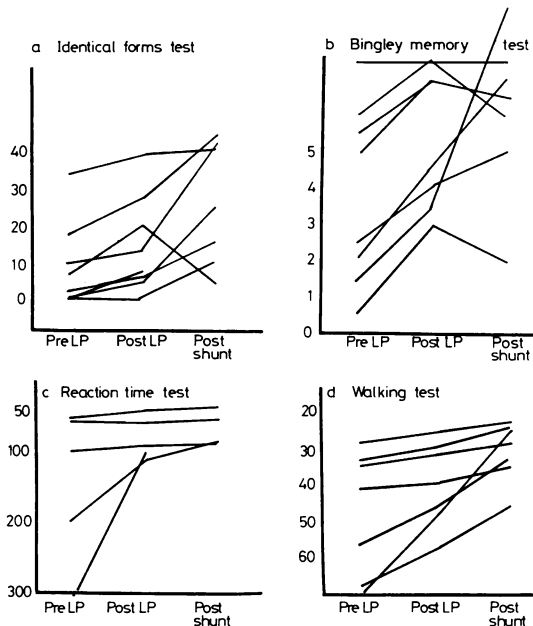 a Identical forms test
40
30
20
10
0
Pre LP Post LP Post shunt
b Bingley memory test
5
4
3
2
1
0
Pre LP Post LP Post shunt
c Reaction time test
50
100
200
300
Pre LP Post LP Post shunt
d Walking test
20
30
40
50
60
Pre LP Post LP Post shunt